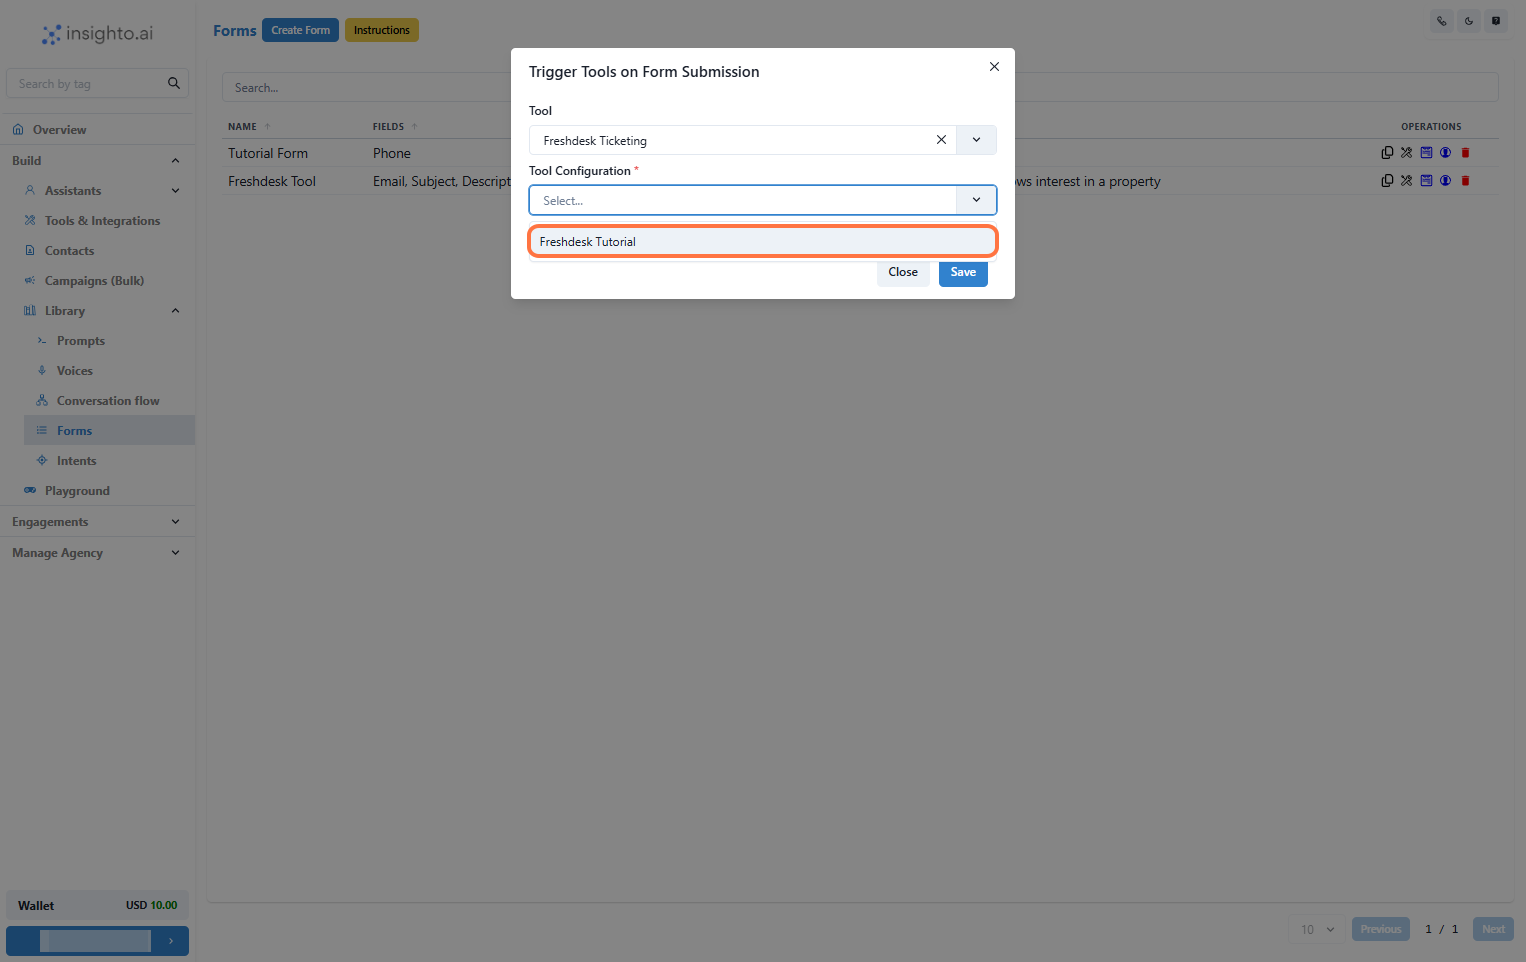 insighto.ai
Search by tag
Overview
Build
Assistants
Tools & Integrations
Contacts
Campaigns (Bulk)
Library
Prompts
Voices
Conversation flow
Forms
Intents
Playground
Engagements
Manage Agency
Wallet USD 10.00
Forms Create Form Instructions
Search...
NAME FIELDS OPERATIONS
Tutorial Form Phone
Freshdesk Tool Email, Subject, Descript ows interest in a property
Trigger Tools on Form Submission
Tool
Freshdesk Ticketing
Tool Configuration *
Select...
Freshdesk Tutorial
Close Save
10 Previous 1 / 1 Next